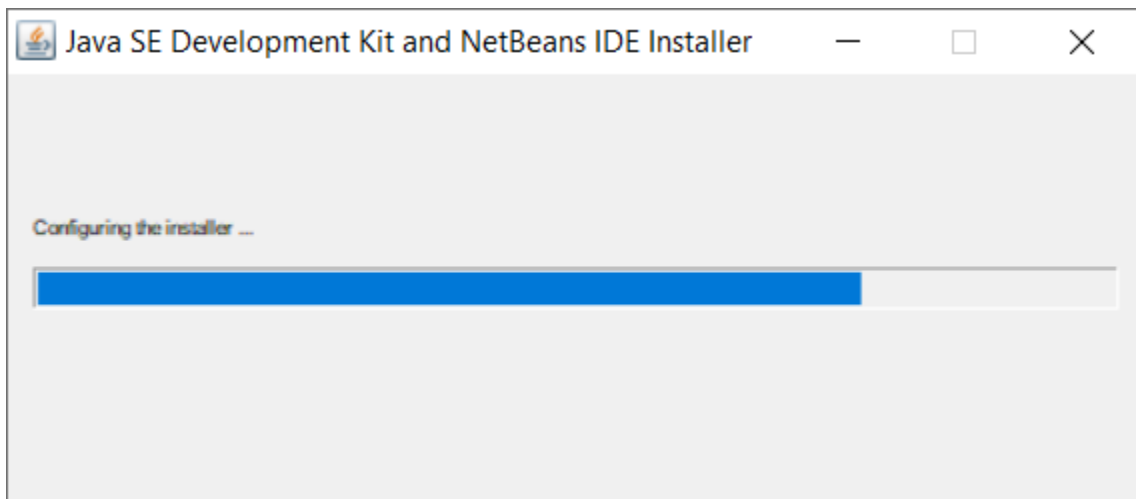 Java SE Development Kit and NetBeans IDE Installer
Configuring the installer ...